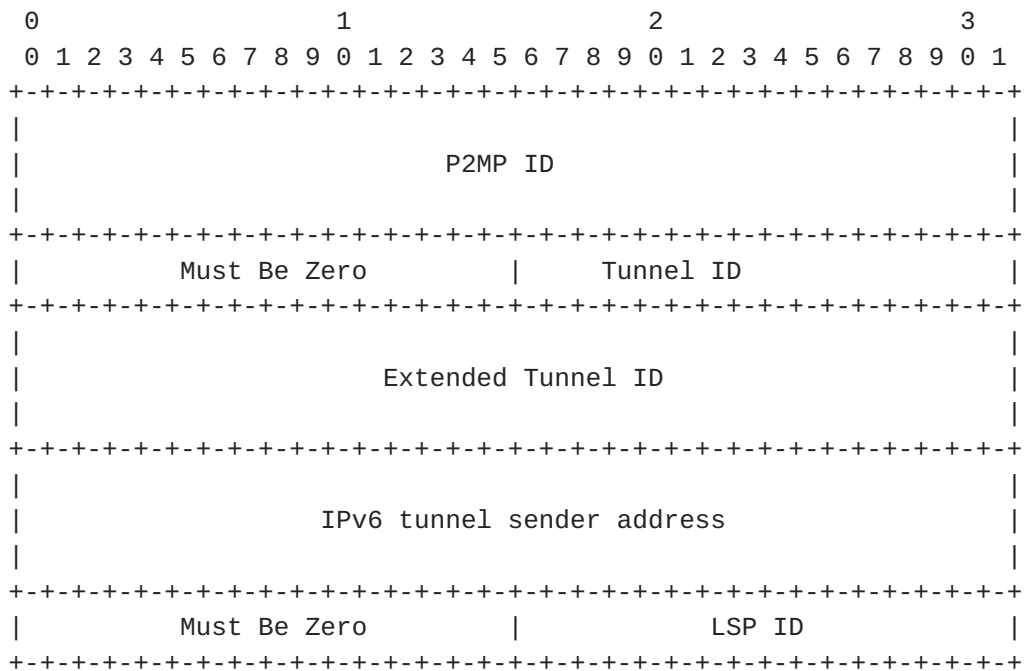 0                   1                   2                   3
 0 1 2 3 4 5 6 7 8 9 0 1 2 3 4 5 6 7 8 9 0 1 2 3 4 5 6 7 8 9 0 1
+-+-+-+-+-+-+-+-+-+-+-+-+-+-+-+-+-+-+-+-+-+-+-+-+-+-+-+-+-+-+-+-+
|                                                               |
|                           P2MP ID                             |
|                                                               |
+-+-+-+-+-+-+-+-+-+-+-+-+-+-+-+-+-+-+-+-+-+-+-+-+-+-+-+-+-+-+-+-+
|          Must Be Zero         |     Tunnel ID                 |
+-+-+-+-+-+-+-+-+-+-+-+-+-+-+-+-+-+-+-+-+-+-+-+-+-+-+-+-+-+-+-+-+
|                                                               |
|                       Extended Tunnel ID                      |
|                                                               |
+-+-+-+-+-+-+-+-+-+-+-+-+-+-+-+-+-+-+-+-+-+-+-+-+-+-+-+-+-+-+-+-+
|                                                               |
|                   IPv6 tunnel sender address                  |
|                                                               |
+-+-+-+-+-+-+-+-+-+-+-+-+-+-+-+-+-+-+-+-+-+-+-+-+-+-+-+-+-+-+-+-+
|          Must Be Zero         |            LSP ID             |
+-+-+-+-+-+-+-+-+-+-+-+-+-+-+-+-+-+-+-+-+-+-+-+-+-+-+-+-+-+-+-+-+